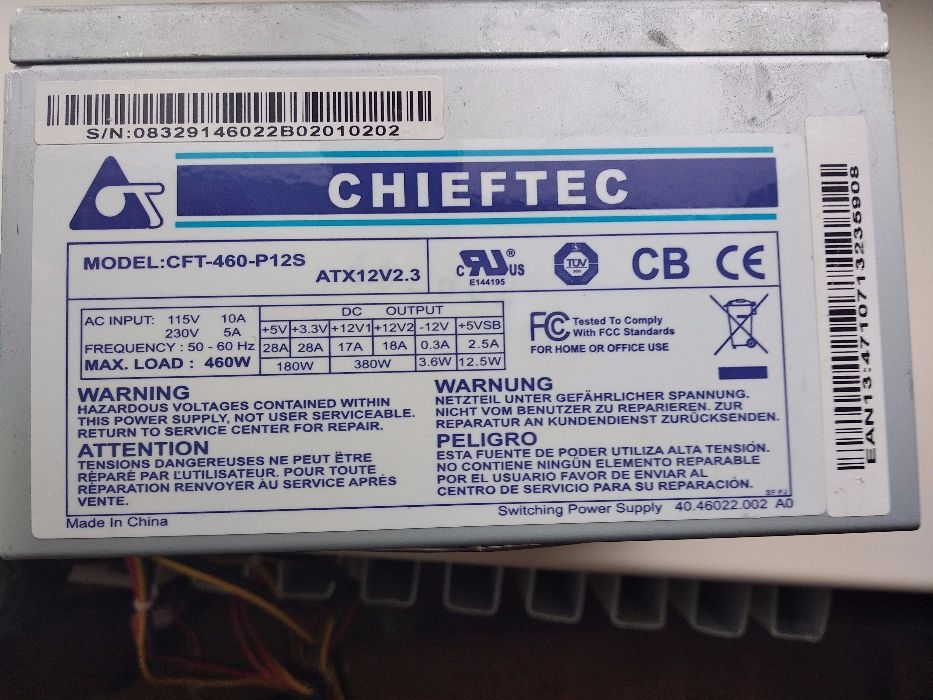 S/N:08329146022B02010202
CHIEFTEC
MODEL:CFT-460-P12S
ATX12V2.3
c RU ® US
E144195
TÜV
CB
CE
AC INPUT: 115V 10A
230V 5A
FREQUENCY : 50 - 60 Hz
MAX. LOAD : 460W
DC OUTPUT
+5V +3.3V +12V1 +12V2 -12V +5VSB
28A 28A 17A 18A 0.3A 2.5A
180W 380W 3.6W 12.5W
FC Tested To Comply
With FCC Standards
FOR HOME OR OFFICE USE
WARNING
HAZARDOUS VOLTAGES CONTAINED WITHIN
THIS POWER SUPPLY, NOT USER SERVICEABLE.
RETURN TO SERVICE CENTER FOR REPAIR.
ATTENTION
TENSIONS DANGEREUSES NE PEUT ÊTRE
RÉPARÉ PAR L'UTILISATEUR. POUR TOUTE
RÉPARATION RENVOYER ÀU SERVICE APRÈS
VENTE.
WARNUNG
NETZTEIL UNTER GEFÄHRLICHER SPANNUNG.
NICHT VOM BENUTZER ZU REPARIEREN. ZUR
REPARATUR AN KUNDENDIENST ZURÜCKSENDEN.
PELIGRO
ESTA FUENTE DE PODER UTILIZA ALTA TENSIÓN.
NO CONTIENE NINGÚN ELEMENTO REPARABLE
POR EL USUARIO FAVOR DE ENVIAR AL
CENTRO DE SERVICIO PARA SU REPARACIÓN.
Made In China
Switching Power Supply 40.46022.002 A0
EAN13:4710713235908